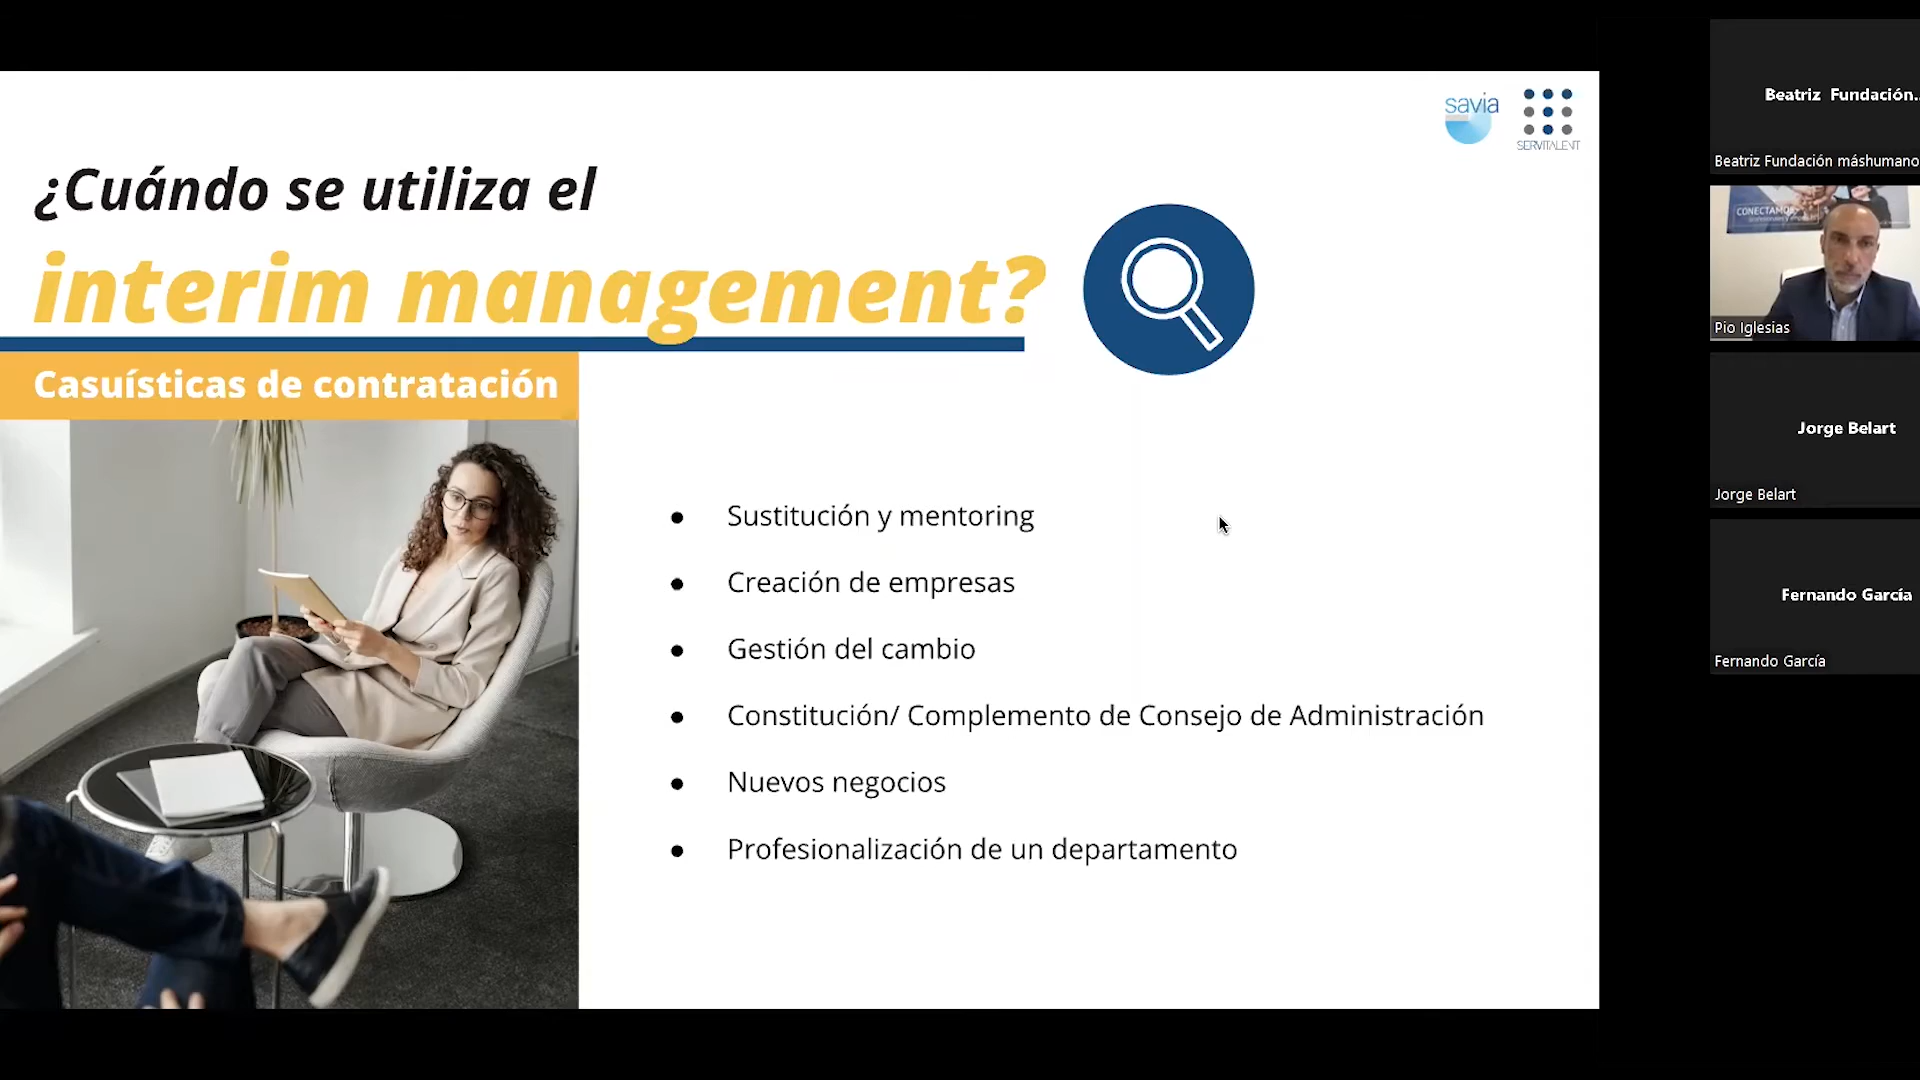 savia
SERVITALENT
¿Cuándo se utiliza el
interim management?
Casuísticas de contratación
● Sustitución y mentoring
● Creación de empresas
● Gestión del cambio
● Constitución/ Complemento de Consejo de Administración
● Nuevos negocios
● Profesionalización de un departamento
Beatriz Fundación...
Beatriz Fundación máshumano
CONECTAMOS
Pio Iglesias
Jorge Belart
Jorge Belart
Fernando García
Fernando García